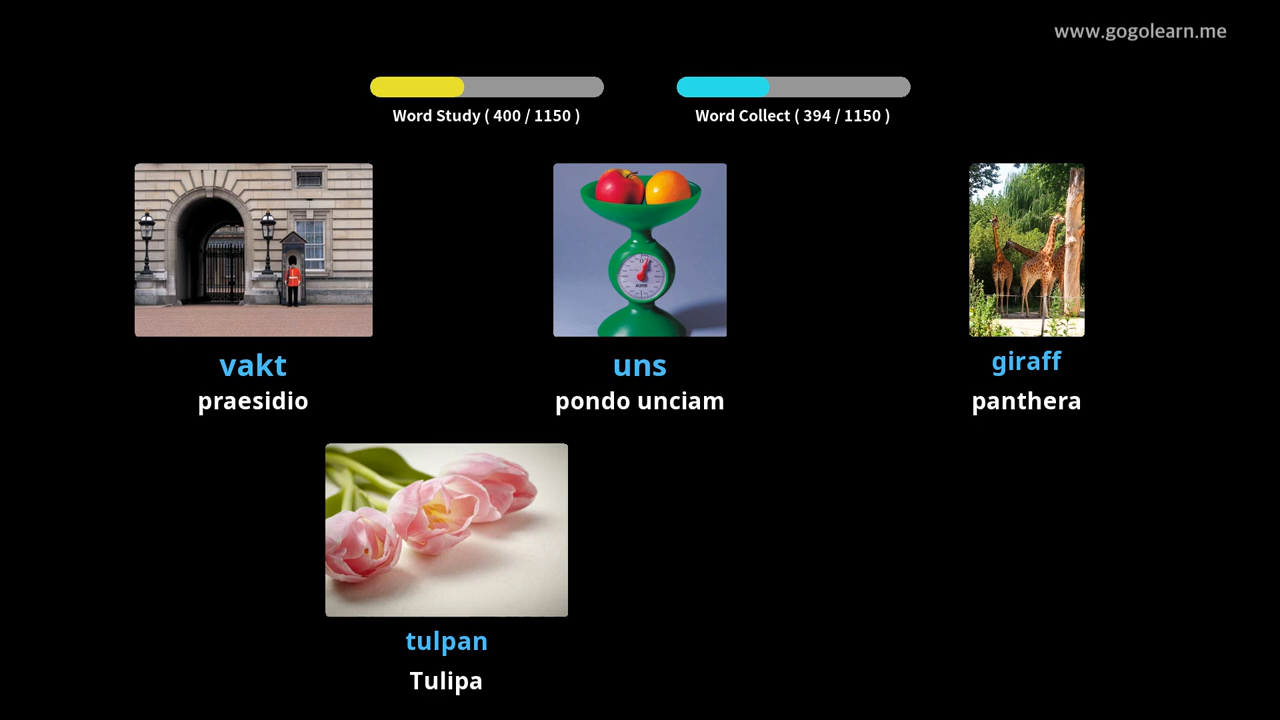 www.gogolearn.me
Word Study ( 400 / 1150 )
Word Collect ( 394 / 1150 )
vakt
praesidio
uns
pondo unciam
giraff
panthera
tulpan
Tulipa